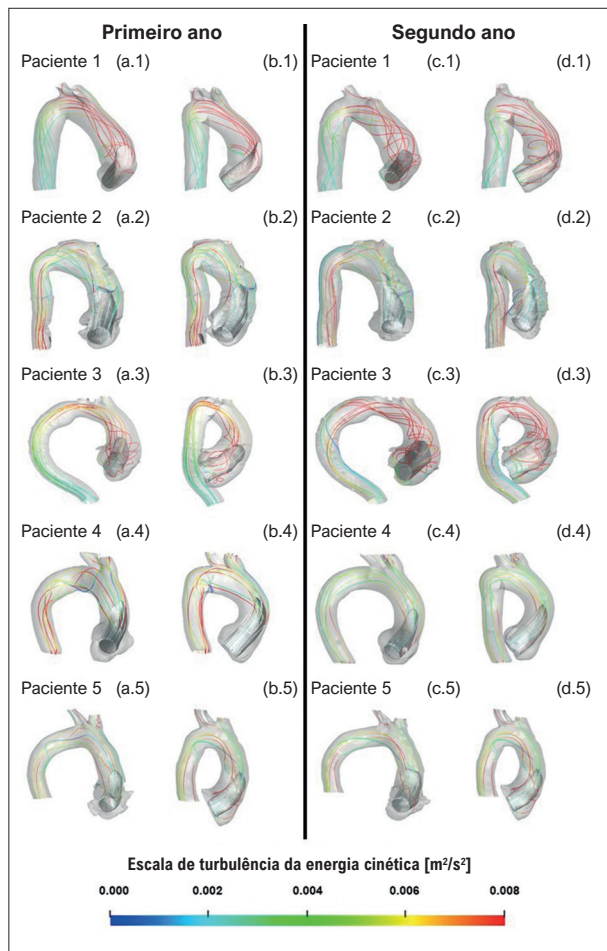 Primeiro ano Segundo ano
Paciente 1 (a.1) (b.1) Paciente 1 (c.1) (d.1)
Paciente 2 (a.2) (b.2) Paciente 2 (c.2) (d.2)
Paciente 3 (a.3) (b.3) Paciente 3 (c.3) (d.3)
Paciente 4 (a.4) (b.4) Paciente 4 (c.4) (d.4)
Paciente 5 (a.5) (b.5) Paciente 5 (c.5) (d.5)
Escala de turbulência da energia cinética [m²/s²]
0.000 0.002 0.004 0.006 0.008